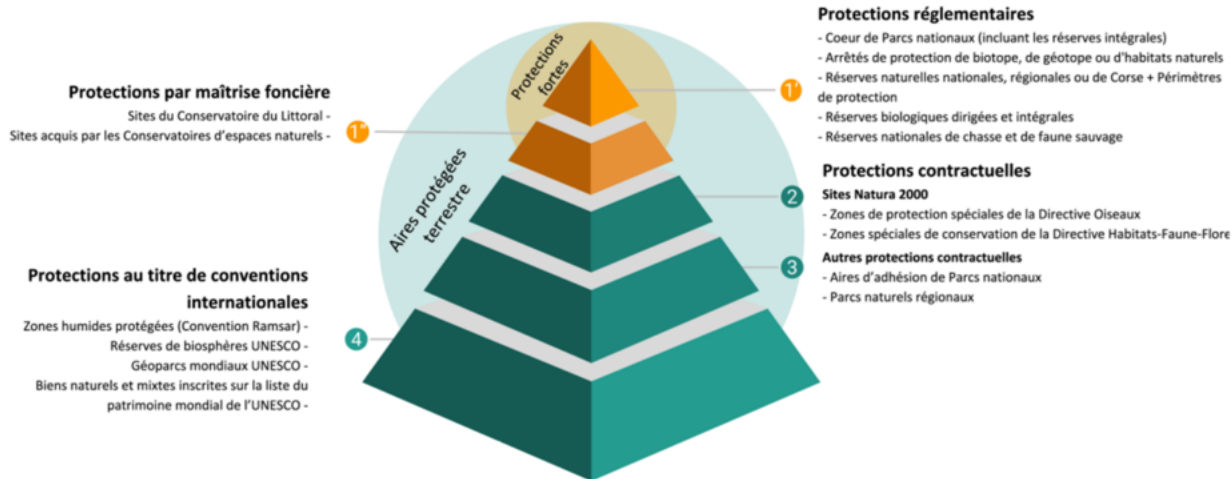 Protections fortes
Aires protégées
terrestre
Protections par maîtrise foncière
Sites du Conservatoire du Littoral -
Sites acquis par les Conservatoires d'espaces naturels -
1"
Protections au titre de conventions
internationales
Zones humides protégées (Convention Ramsar) -
Réserves de biosphères UNESCO -
Géoparcs mondiaux UNESCO -
Biens naturels et mixtes inscrites sur la liste du
patrimoine mondial de l'UNESCO -
4
1'
Protections réglementaires
- Coeur de Parcs nationaux (incluant les réserves intégrales)
- Arrêtés de protection de biotope, de géotope ou d'habitats naturels
- Réserves naturelles nationales, régionales ou de Corse + Périmètres
de protection
- Réserves biologiques dirigées et intégrales
- Réserves nationales de chasse et de faune sauvage
2
Protections contractuelles
Sites Natura 2000
- Zones de protection spéciales de la Directive Oiseaux
- Zones spéciales de conservation de la Directive Habitats-Faune-Flore
3
Autres protections contractuelles
- Aires d'adhésion de Parcs nationaux
- Parcs naturels régionaux